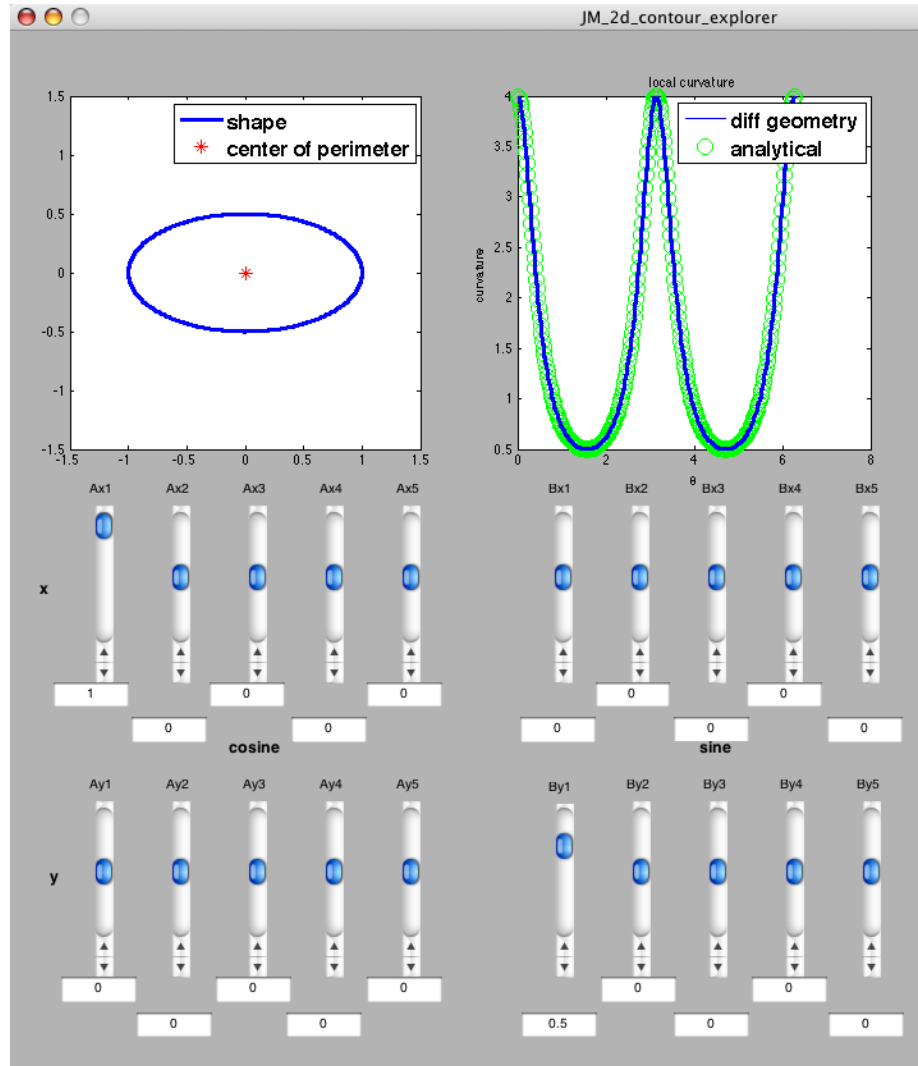 JM_2d_contour_explorer
1.5
1
0.5
0
-0.5
-1
-1.5
-1.5 -1 -0.5 0 0.5 1 1.5
shape
center of perimeter
local curvature
4
3.5
3
2.5
2
1.5
1
0.5
0 2 4 6 8
curvature
θ
diff geometry
analytical
Ax1 Ax2 Ax3 Ax4 Ax5
Bx1 Bx2 Bx3 Bx4 Bx5
x
1 0 0
0 0
0 0
0 0 0
cosine
sine
Ay1 Ay2 Ay3 Ay4 Ay5
By1 By2 By3 By4 By5
y
0 0 0
0 0
0 0
0.5 0 0